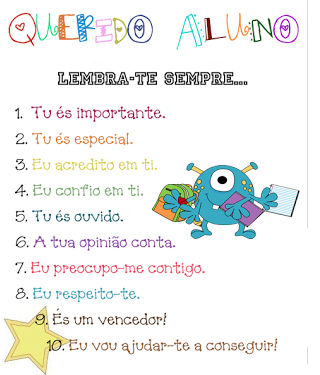 QUERIDO ALUNO
LEMBRA-TE SEMPRE...
1. Tu és importante.
2. Tu és especial.
3. Eu acredito em ti.
4. Eu confio em ti.
5. Tu és ouvido.
6. A tua opinião conta.
7. Eu preocupo-me contigo.
8. Eu respeito-te.
9. És um vencedor!
10. Eu vou ajudar-te a conseguir!